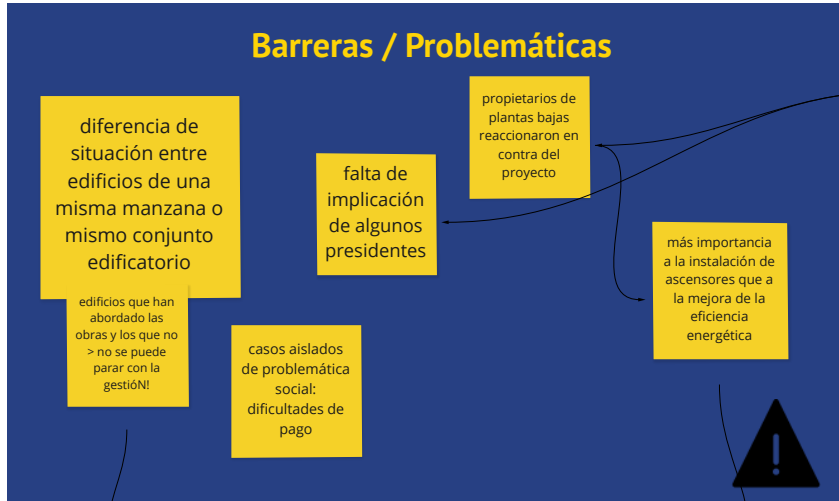 Barreras / Problemáticas
diferencia de
situación entre
edificios de una
misma manzana o
mismo conjunto
edificatorio
edificios que han
abordado las
obras y los que no
> no se puede
parar con la
gestióN!
casos aislados
de problemática
social:
dificultades de
pago
falta de
implicación
de algunos
presidentes
propietarios de
plantas bajas
reaccionaron en
contra del
proyecto
más importancia
a la instalación de
ascensores que a
la mejora de la
eficiencia
energética